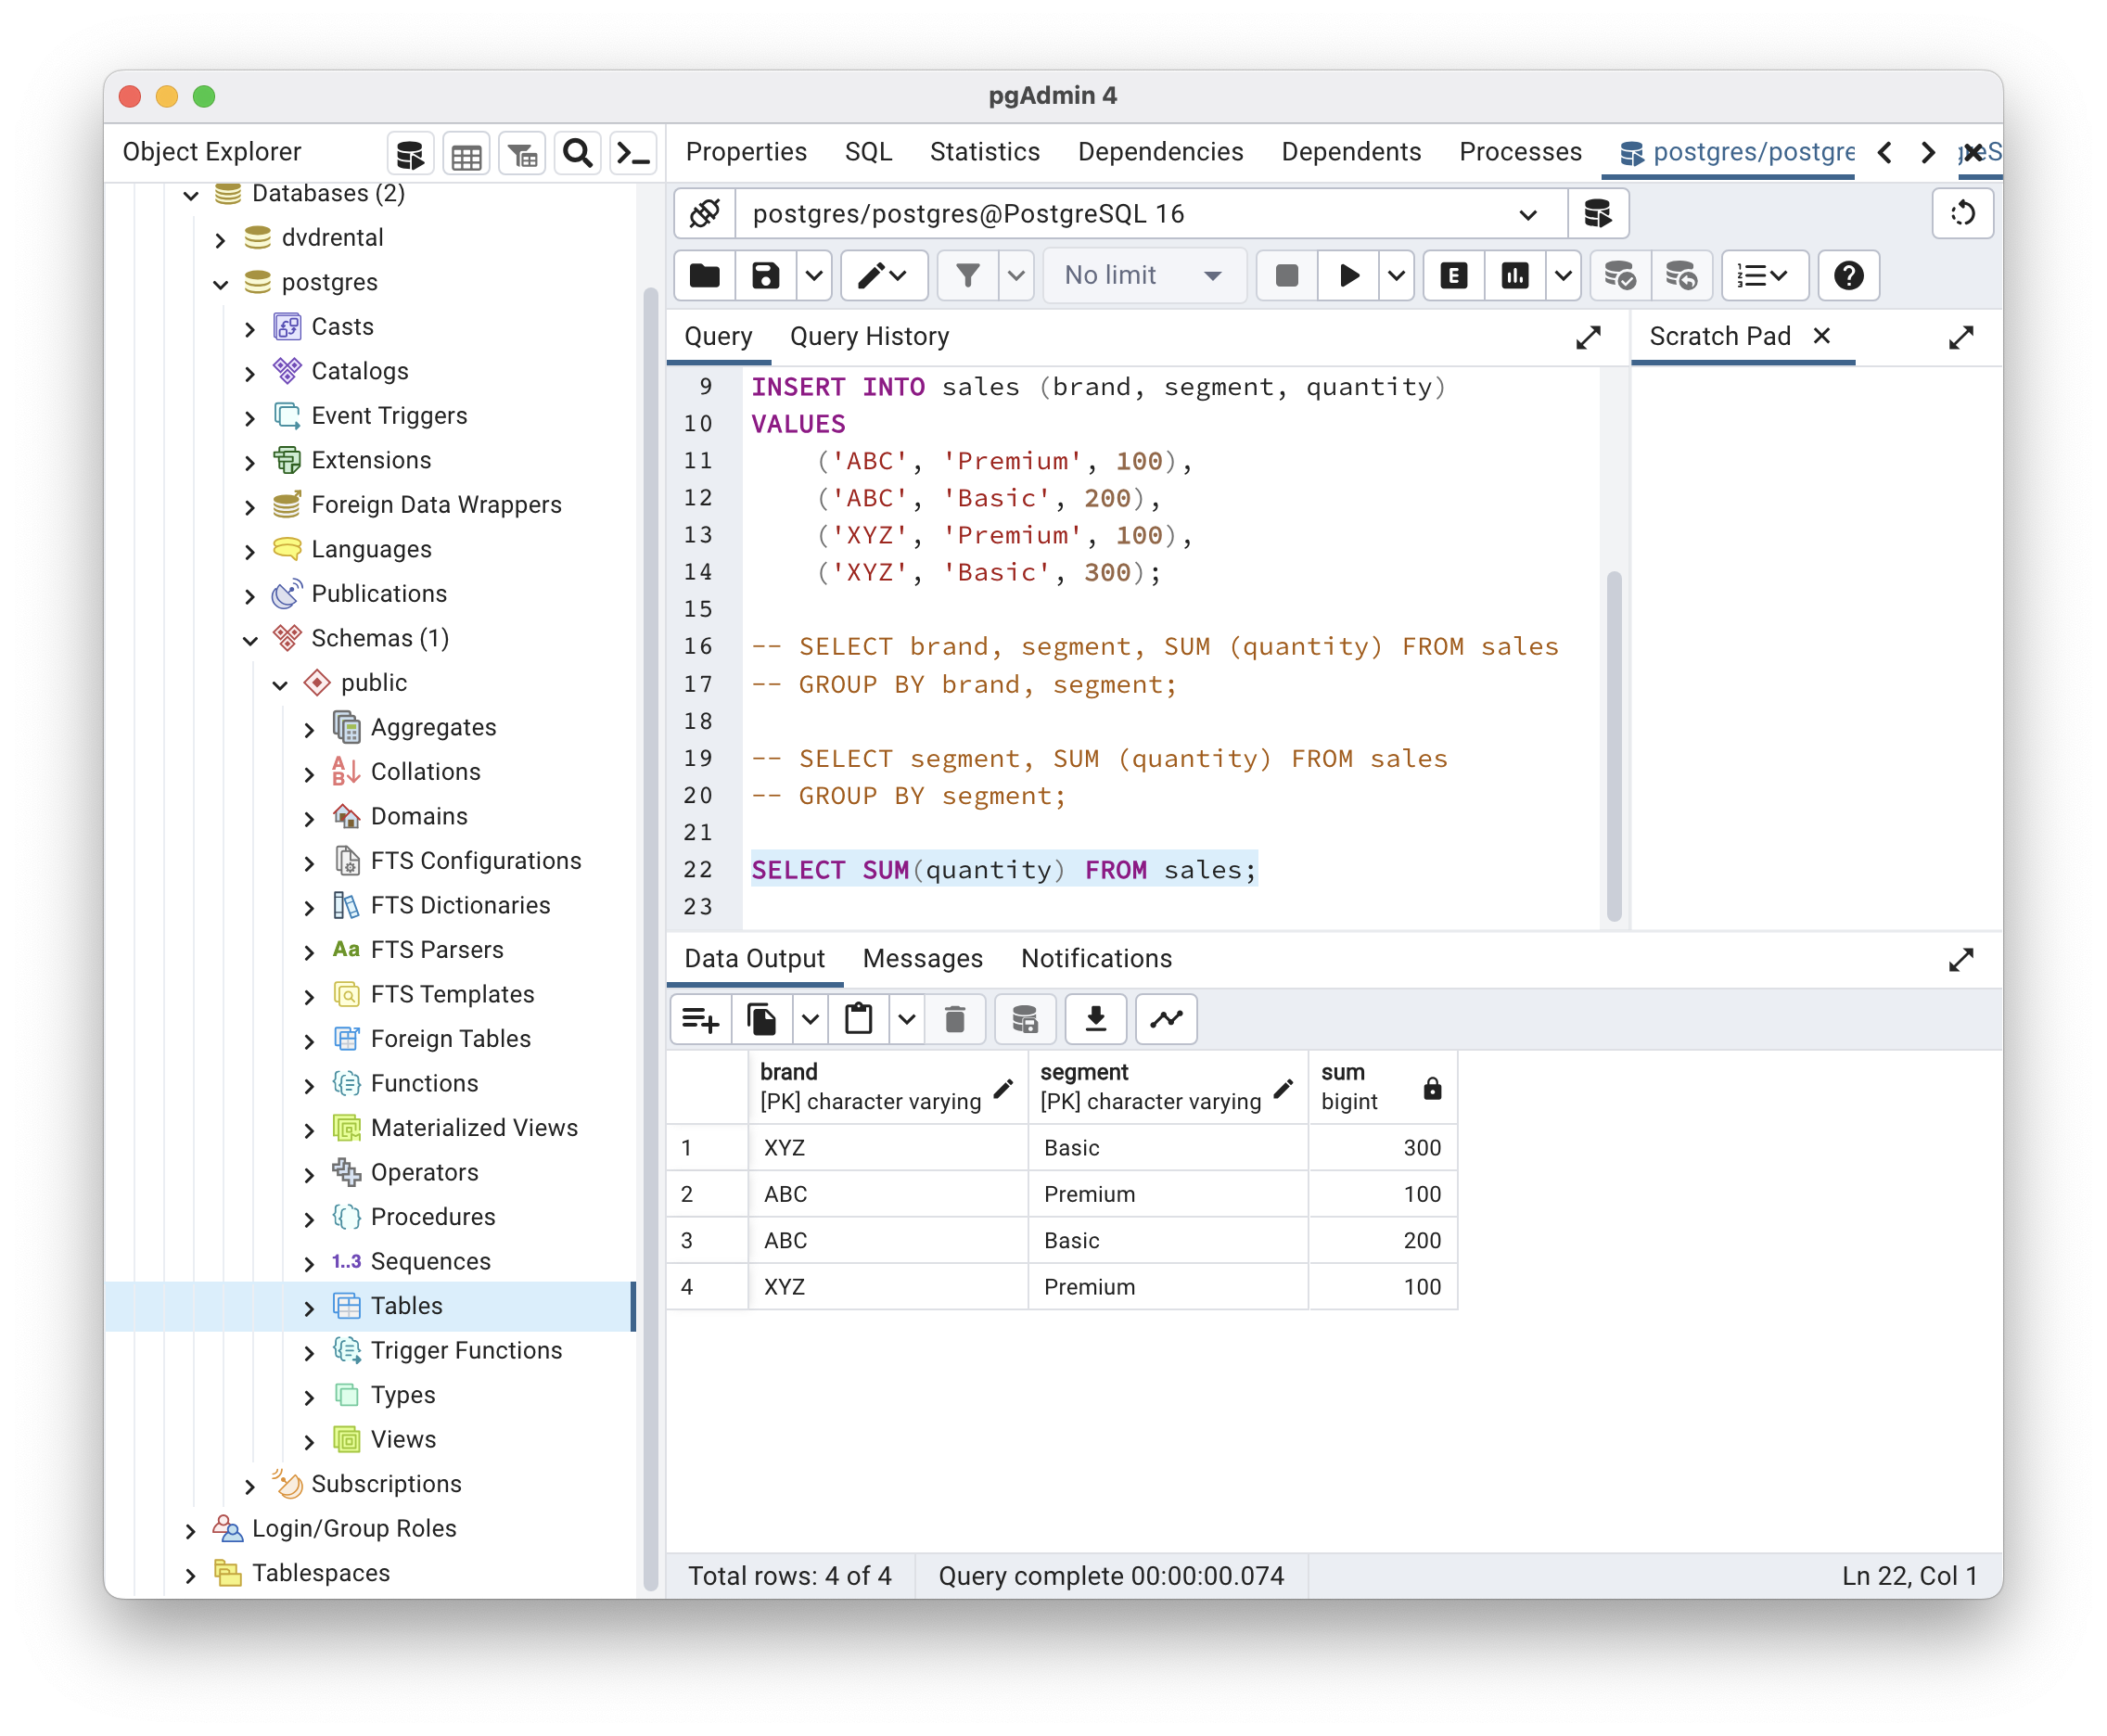 pgAdmin 4
Object Explorer
Databases (2)
dvdrental
postgres
Casts
Catalogs
Event Triggers
Extensions
Foreign Data Wrappers
Languages
Publications
Schemas (1)
public
Aggregates
Collations
Domains
FTS Configurations
FTS Dictionaries
Aa FTS Parsers
FTS Templates
Foreign Tables
Functions
Materialized Views
Operators
Procedures
1..3 Sequences
Tables
Trigger Functions
Types
Views
Subscriptions
Login/Group Roles
Tablespaces
Properties SQL Statistics Dependencies Dependents Processes postgres/postgre
postgres/postgres@PostgreSQL 16
No limit
Query Query History
Scratch Pad
9 INSERT INTO sales (brand, segment, quantity)
10 VALUES
11 ('ABC', 'Premium', 100),
12 ('ABC', 'Basic', 200),
13 ('XYZ', 'Premium', 100),
14 ('XYZ', 'Basic', 300);
15
16 -- SELECT brand, segment, SUM (quantity) FROM sales
17 -- GROUP BY brand, segment;
18
19 -- SELECT segment, SUM (quantity) FROM sales
20 -- GROUP BY segment;
21
22 SELECT SUM(quantity) FROM sales;
23
Data Output Messages Notifications
brand segment sum
[PK] character varying [PK] character varying bigint
1 XYZ Basic 300
2 ABC Premium 100
3 ABC Basic 200
4 XYZ Premium 100
Total rows: 4 of 4 Query complete 00:00:00.074 Ln 22, Col 1